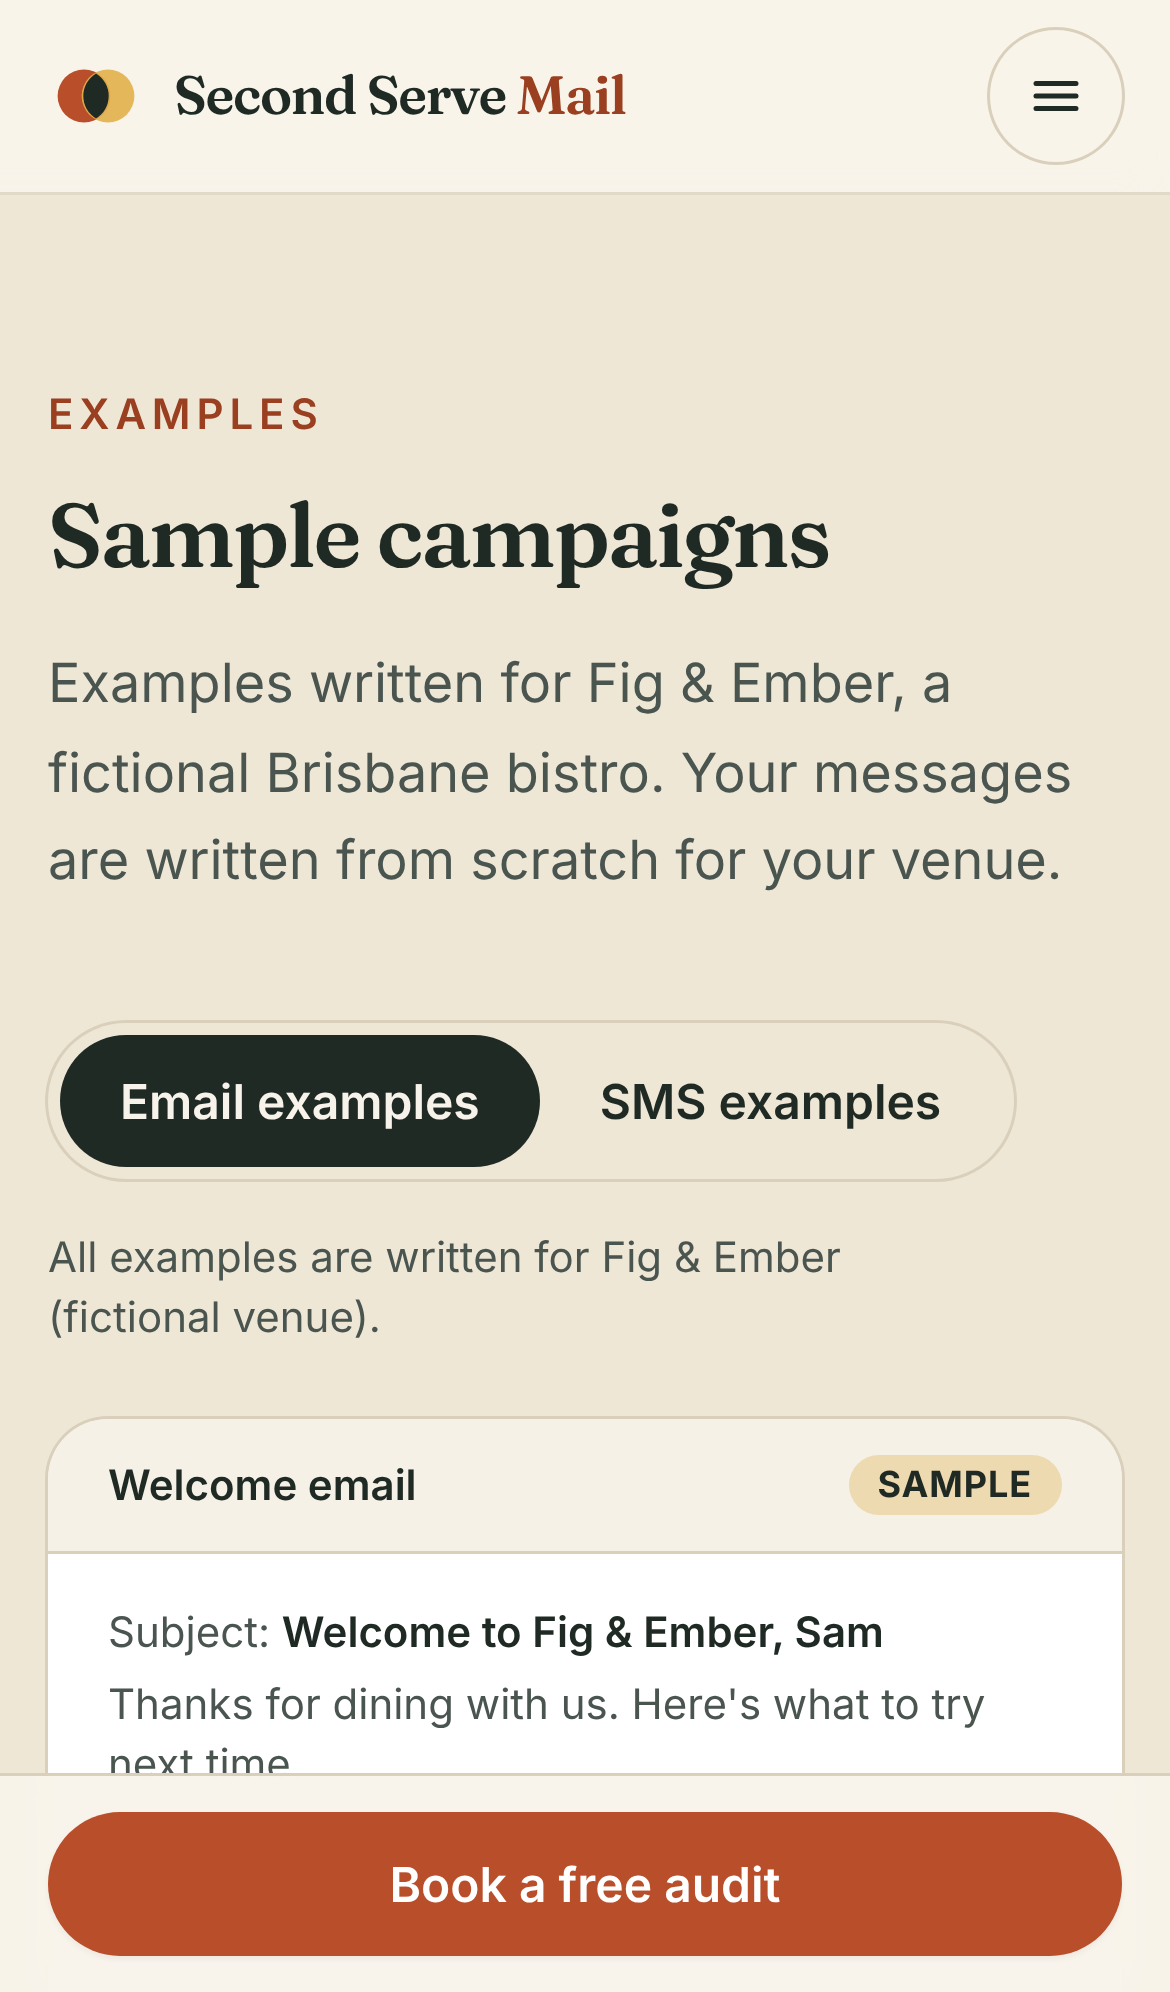 Second Serve Mail
EXAMPLES
Sample campaigns
Examples written for Fig & Ember, a
fictional Brisbane bistro. Your messages
are written from scratch for your venue.
Email examples
SMS examples
All examples are written for Fig & Ember
(fictional venue).
Welcome email
SAMPLE
Subject: Welcome to Fig & Ember, Sam
Thanks for dining with us. Here's what to try
next time
Book a free audit